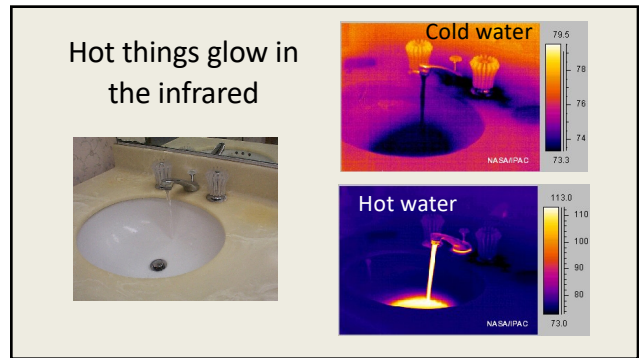 Hot things glow in
the infrared
Cold water
79.5
78
76
74
73.3
NASA/IPAC
Hot water
113.0
110
100
90
80
73.0
NASA/IPAC